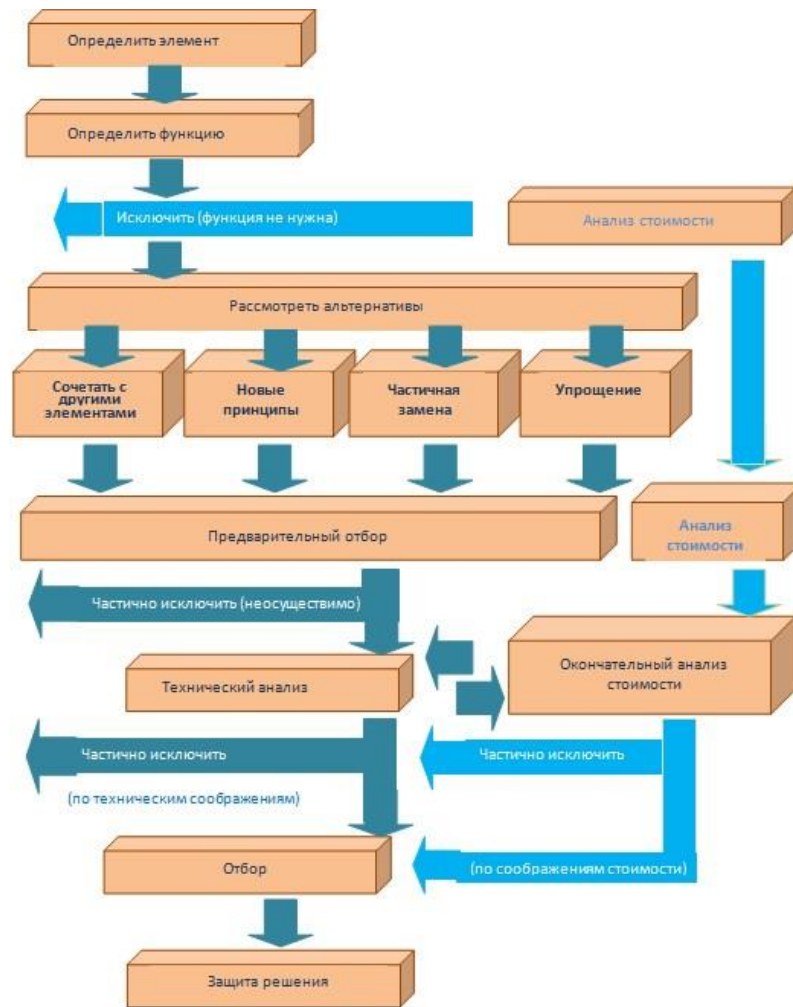 Определить элемент
Определить функцию
Исключить (функция не нужна)
Анализ стоимости
Рассмотреть альтернативы
Сочетать с
другими
элементами
Новые
принципы
Частичная
замена
Упрощение
Предварительный отбор
Анализ
стоимости
Частично исключить (неосуществимо)
Технический анализ
Окончательный анализ
стоимости
Частично исключить
(по техническим соображениям)
Частично исключить
(по соображениям стоимости)
Отбор
Защита решения